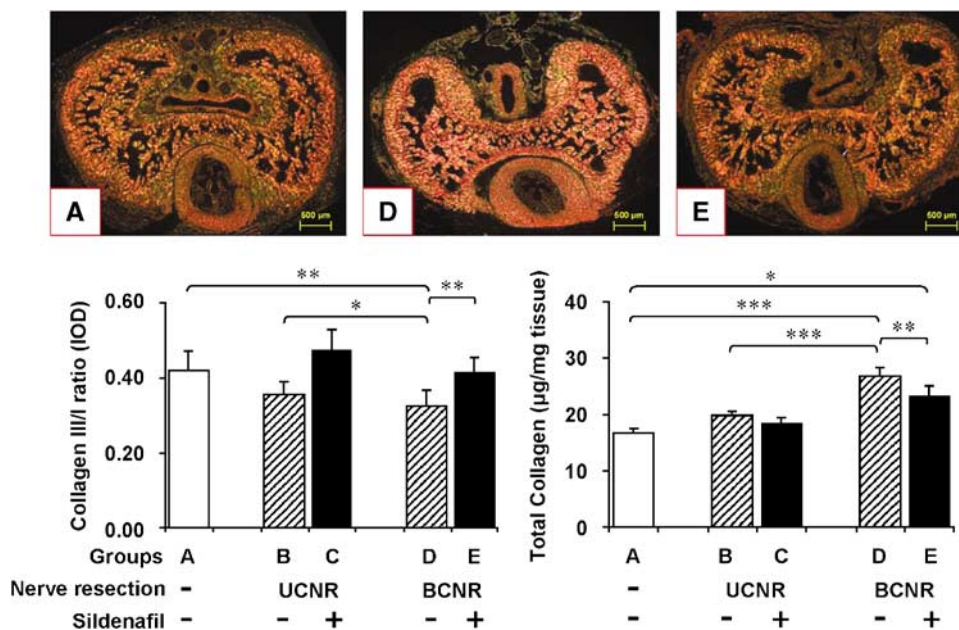 A
500 µm
D
500 µm
E
500 µm
Collagen III/I ratio (IOD)
0.60
0.40
0.20
0.00
**
*
**
Groups A B C D E
Nerve resection - UCNR BCNR
Sildenafil - - + - +
Total Collagen (µg/mg tissue)
40
30
20
10
0
*
***
***
**
A B C D E
- UCNR BCNR
- - + - +